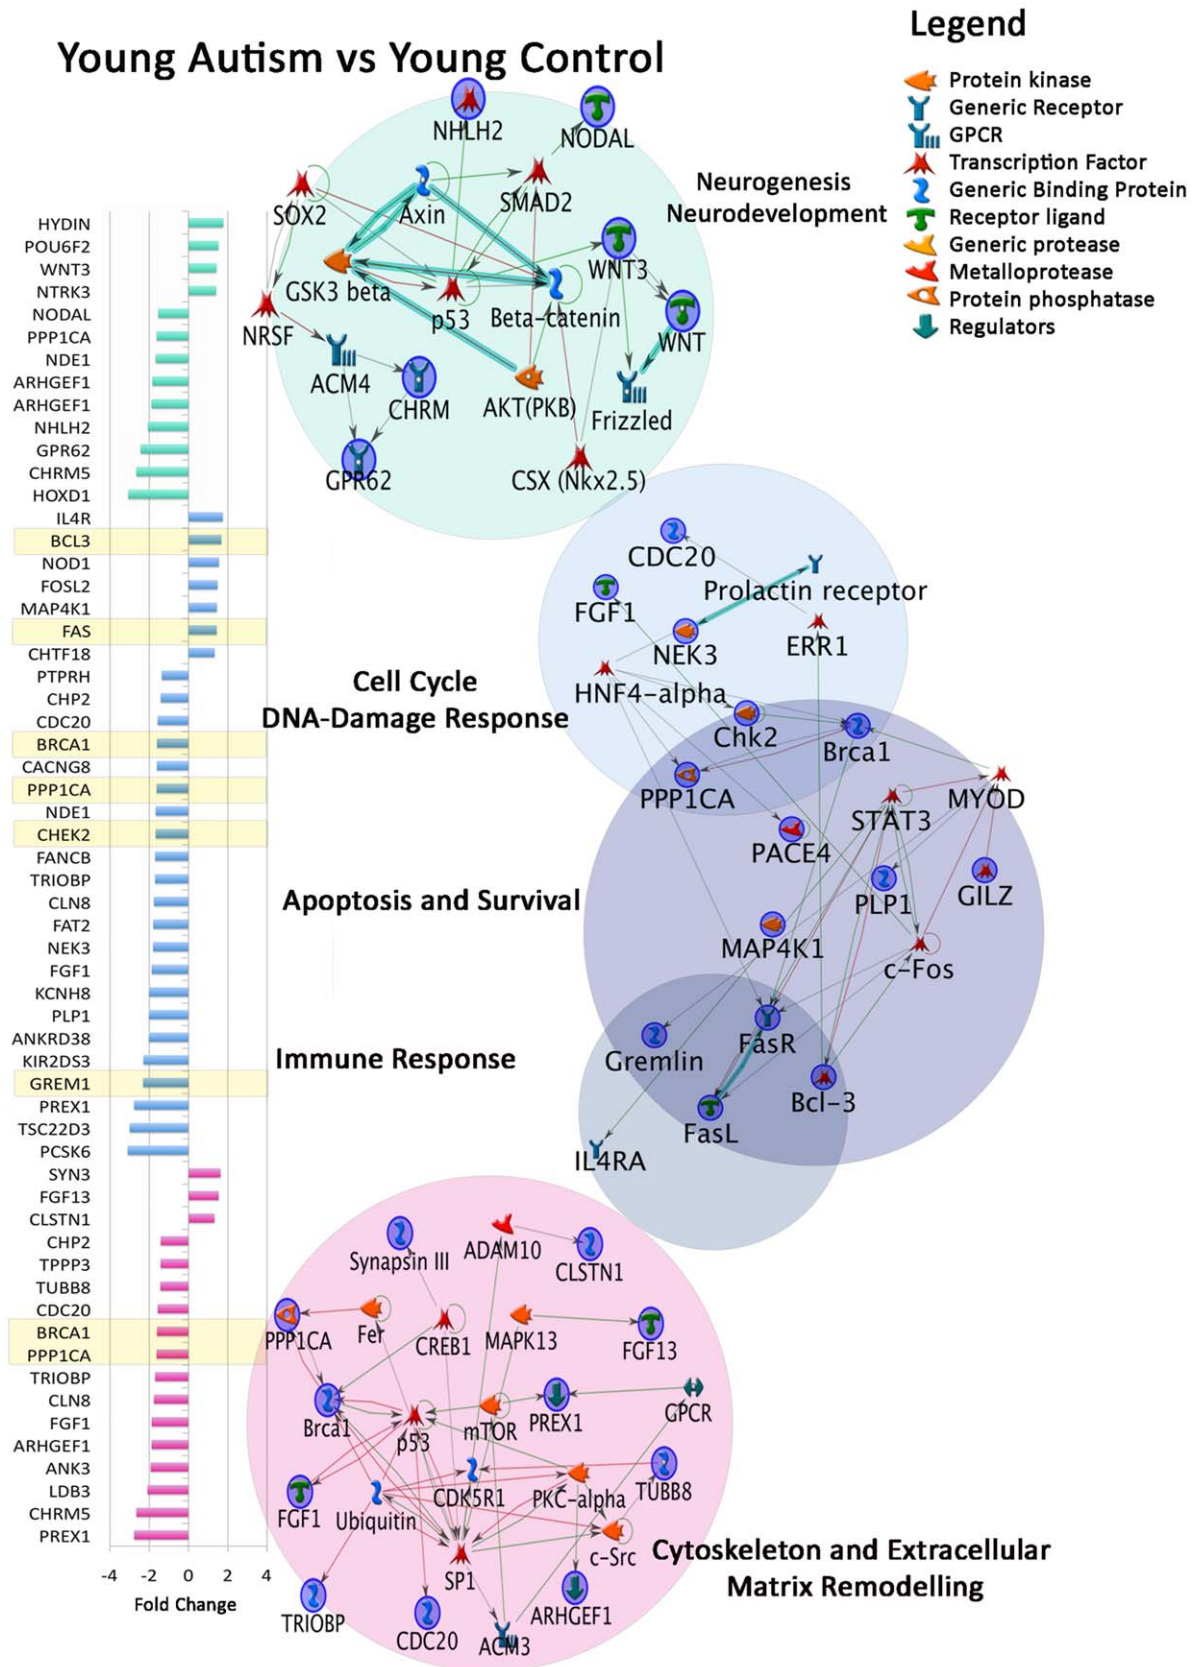 Young Autism vs Young Control
Legend
Protein kinase
Generic Receptor
GPCR
Transcription Factor
Generic Binding Protein
Receptor ligand
Generic protease
Metalloprotease
Protein phosphatase
Regulators
HYDIN
POU6F2
WNT3
NTRK3
NODAL
PPP1CA
NDE1
ARHGEF1
ARHGEF1
NHLH2
GPR62
CHRM5
HOXD1
IL4R
BCL3
NOD1
FOSL2
MAP4K1
FAS
CHTF18
PTPRH
CHP2
CDC20
BRCA1
CACNG8
PPP1CA
NDE1
CHEK2
FANCB
TRIOBP
CLN8
FAT2
NEK3
FGF1
KCNH8
PLP1
ANKRD38
KIR2DS3
GREM1
PREX1
TSC22D3
PCSK6
SYN3
FGF13
CLSTN1
CHP2
TPPP3
TUBB8
CDC20
BRCA1
PPP1CA
TRIOBP
CLN8
FGF1
ARHGEF1
ANK3
LDB3
CHRM5
PREX1
-4 -2 0 2 4
Fold Change
Neurogenesis
Neurodevelopment
NHLH2
NODAL
SOX2
Axin
SMAD2
WNT3
GSK3 beta
p53
Beta-catenin
WNT
NRSF
ACM4
CHRM
AKT(PKB)
Frizzled
GPR62
CSX (Nkx2.5)
Cell Cycle
DNA-Damage Response
CDC20
Prolactin receptor
FGF1
NEK3
ERR1
HNF4-alpha
Chk2
Brca1
PPP1CA
Apoptosis and Survival
MYOD
STAT3
PACE4
PLP1
GILZ
MAP4K1
c-Fos
Immune Response
FasR
Gremlin
Bcl-3
FasL
IL4RA
Cytoskeleton and Extracellular
Matrix Remodelling
Synapsin III
ADAM10
CLSTN1
PPP1CA
Fer
CREB1
MAPK13
FGF13
Brca1
p53
mTOR
PREX1
GPCR
FGF1
Ubiquitin
CDK5R1
PKC-alpha
TUBB8
SP1
c-Src
TRIOBP
CDC20
ACM3
ARHGEF1